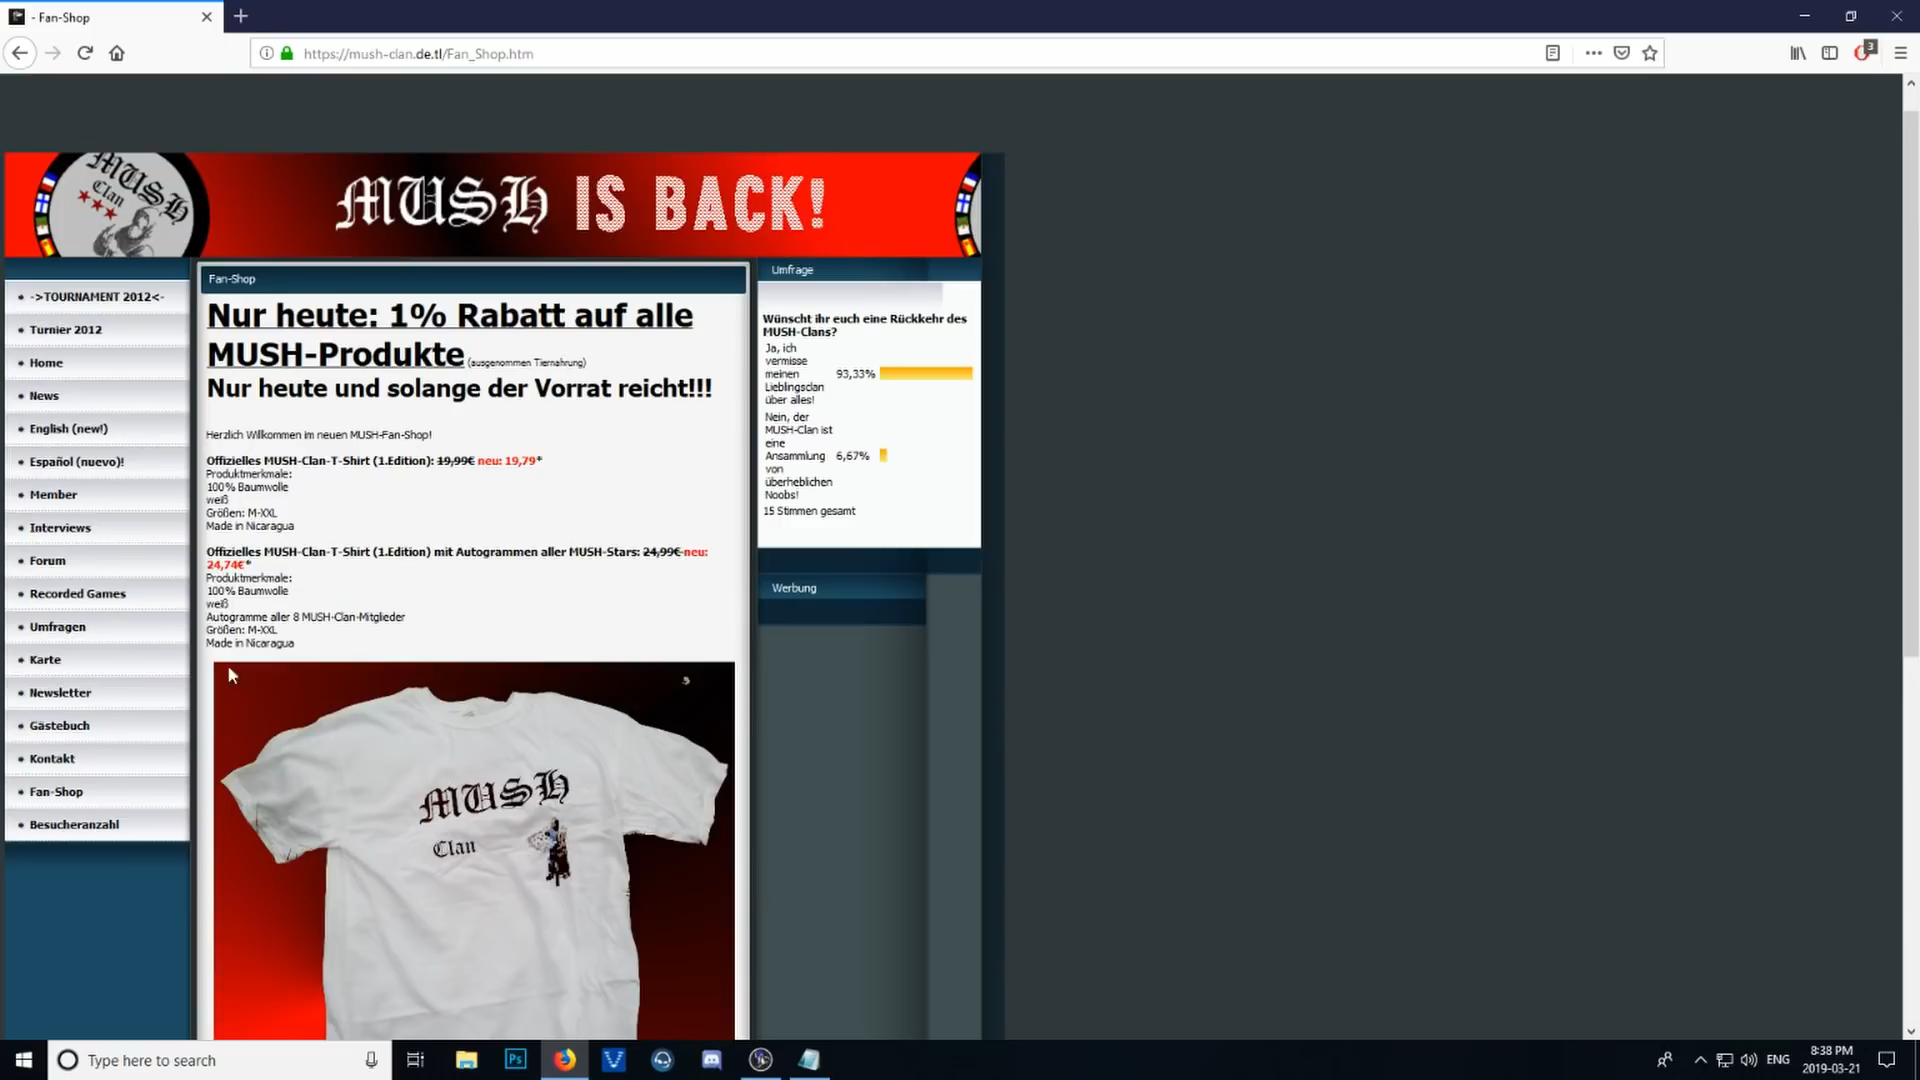 - Fan-Shop
https://mush-clan.de.tl/Fan_Shop.htm
3
MUSH
Clan
MUSH IS BACK!
->TOURNAMENT 2012<-
Turnier 2012
Home
News
English (new!)
Español (nuevo)!
Member
Interviews
Forum
Recorded Games
Umfragen
Karte
Newsletter
Gästebuch
Kontakt
Fan-Shop
Besucheranzahl
Fan-Shop
Nur heute: 1% Rabatt auf alle
MUSH-Produkte (ausgenommen Tiernahrung)
Nur heute und solange der Vorrat reicht!!!
Herzlich Willkommen im neuen MUSH-Fan-Shop!
Offizielles MUSH-Clan-T-Shirt (1.Edition): 19,99€ neu: 19,79*
Produktmerkmale:
100% Baumwolle
weiß
Größen: M-XXL
Made in Nicaragua
Offizielles MUSH-Clan-T-Shirt (1.Edition) mit Autogrammen aller MUSH-Stars: 24,99€ neu:
24,74€*
Produktmerkmale:
100% Baumwolle
weiß
Autogramme aller 8 MUSH-Clan-Mitglieder
Größen: M-XXL
Made in Nicaragua
MUSH
Clan
Umfrage
Wünscht ihr euch eine Rückkehr des
MUSH-Clans?
Ja, ich
vermisse
meinen 93,33%
Lieblingsclan
über alles!
Nein, der
MUSH-Clan ist
eine
Ansammlung 6,67%
von
überheblichen
Noobs!
15 Stimmen gesamt
Werbung
Type here to search
Ps
ENG
8:38 PM
2019-03-21